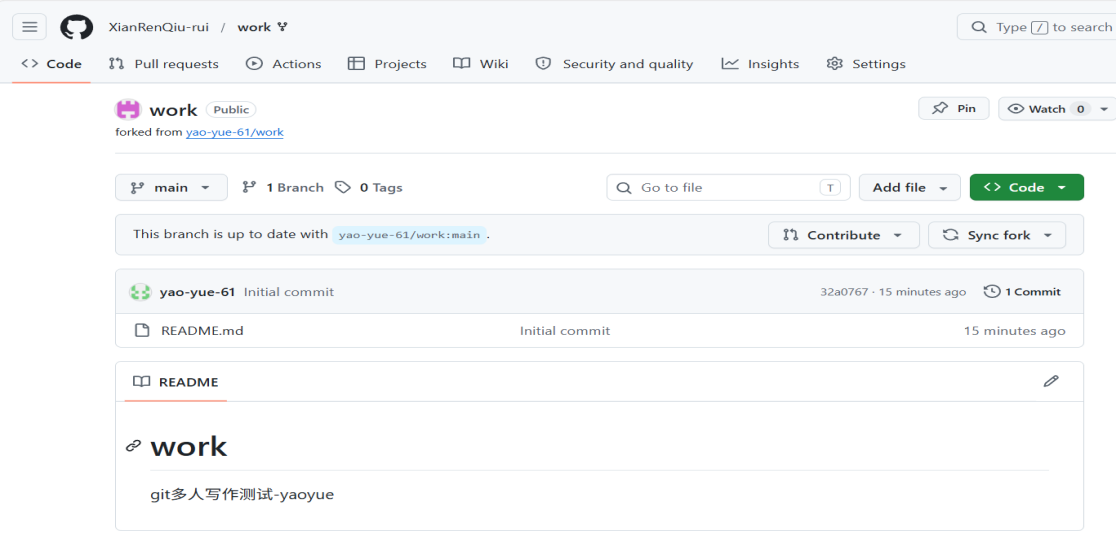 XianRenQiu-rui / work
Type / to search
Code Pull requests Actions Projects Wiki Security and quality Insights Settings
work Public
Pin Watch 0
forked from yao-yue-61/work
main 1 Branch 0 Tags Go to file T Add file Code
This branch is up to date with yao-yue-61/work:main. Contribute Sync fork
yao-yue-61 Initial commit 32a0767 · 15 minutes ago 1 Commit
README.md Initial commit 15 minutes ago
README
work
git多人写作测试-yaoyue